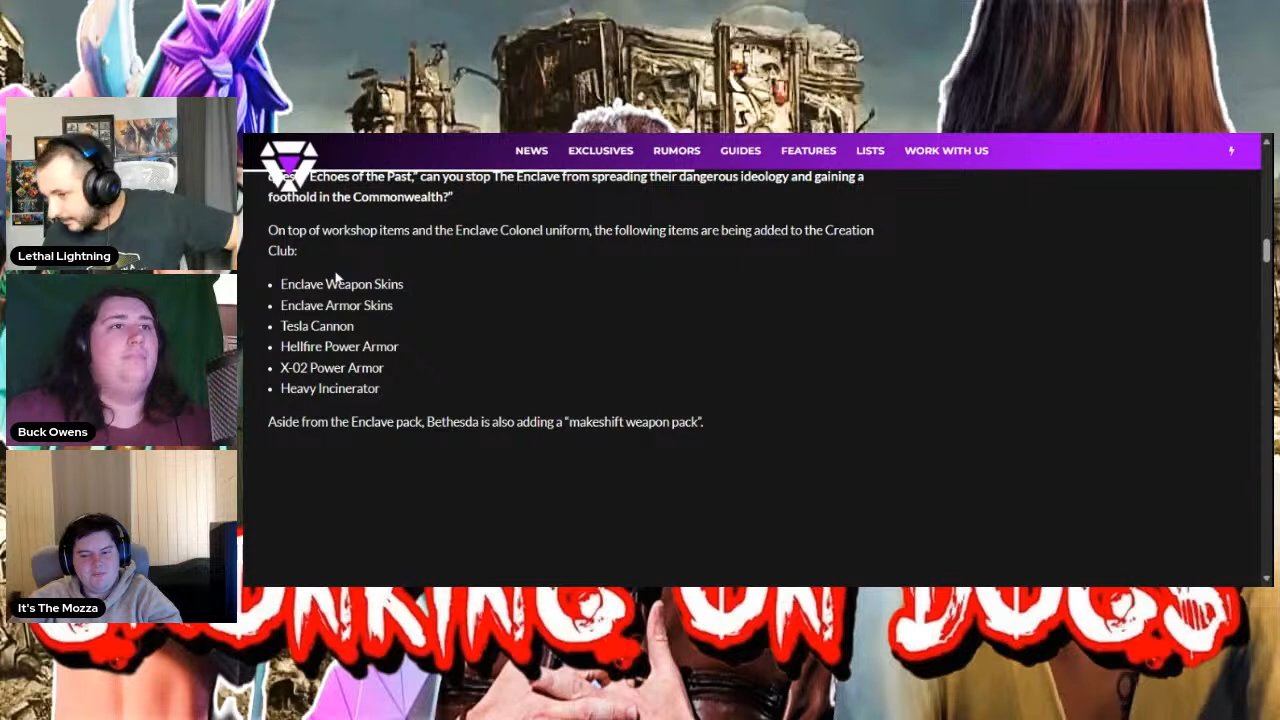 NEWS EXCLUSIVES RUMORS GUIDES FEATURES LISTS WORK WITH US
Echoes of the Past,” can you stop The Enclave from spreading their dangerous ideology and gaining a
foothold in the Commonwealth?”
On top of workshop items and the Enclave Colonel uniform, the following items are being added to the Creation
Club:
• Enclave Weapon Skins
• Enclave Armor Skins
• Tesla Cannon
• Hellfire Power Armor
• X-02 Power Armor
• Heavy Incinerator
Aside from the Enclave pack, Bethesda is also adding a “makeshift weapon pack”.
Lethal Lightning
Buck Owens
It's The Mozza
ON DOGS